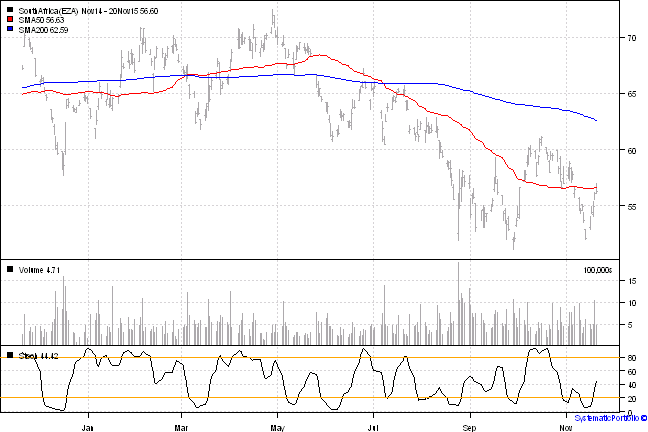 SouthAfrica(EZA) Nov14 - 20Nov15 56.60
SMA50 56.63
SMA200 62.59
70
65
60
55
Volume 4.71
100,000s
15
10
5
Stoch 44.42
80
60
40
20
0
Jan
Mar
May
Jul
Sep
Nov
SystematicPortfolio ©